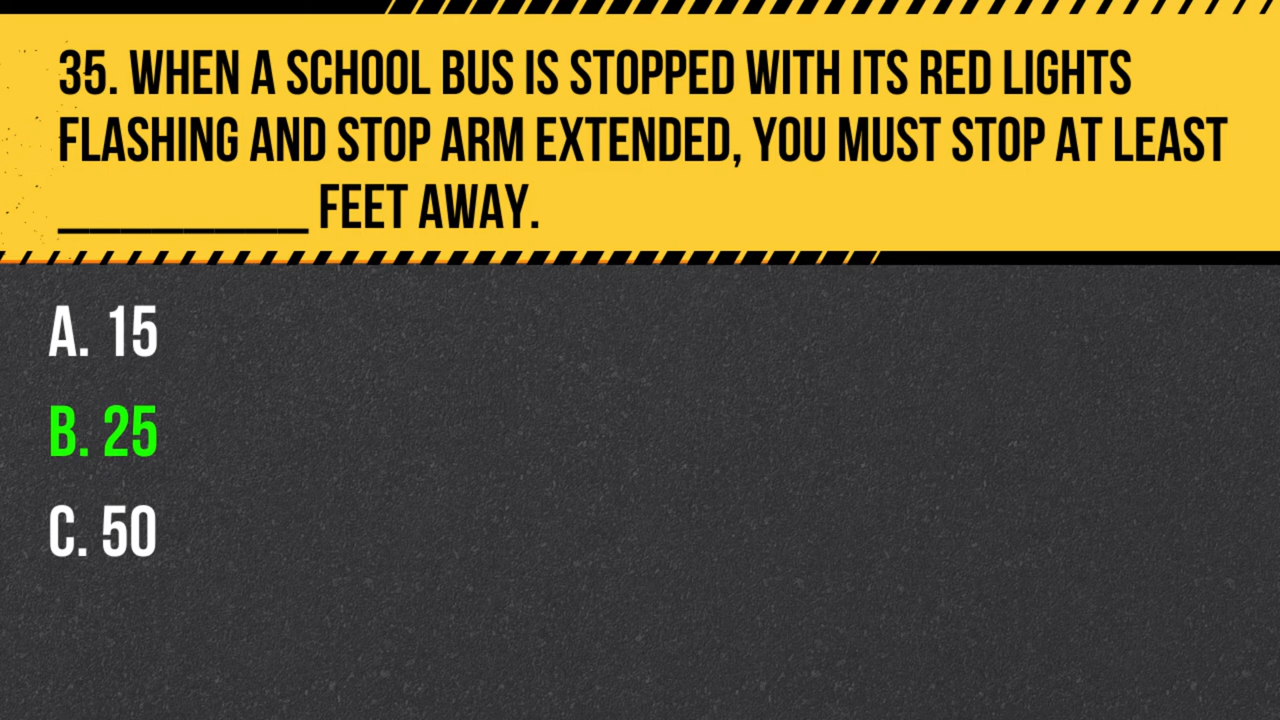 35. WHEN A SCHOOL BUS IS STOPPED WITH ITS RED LIGHTS
FLASHING AND STOP ARM EXTENDED, YOU MUST STOP AT LEAST
__________ FEET AWAY.
A. 15
B. 25
C. 50